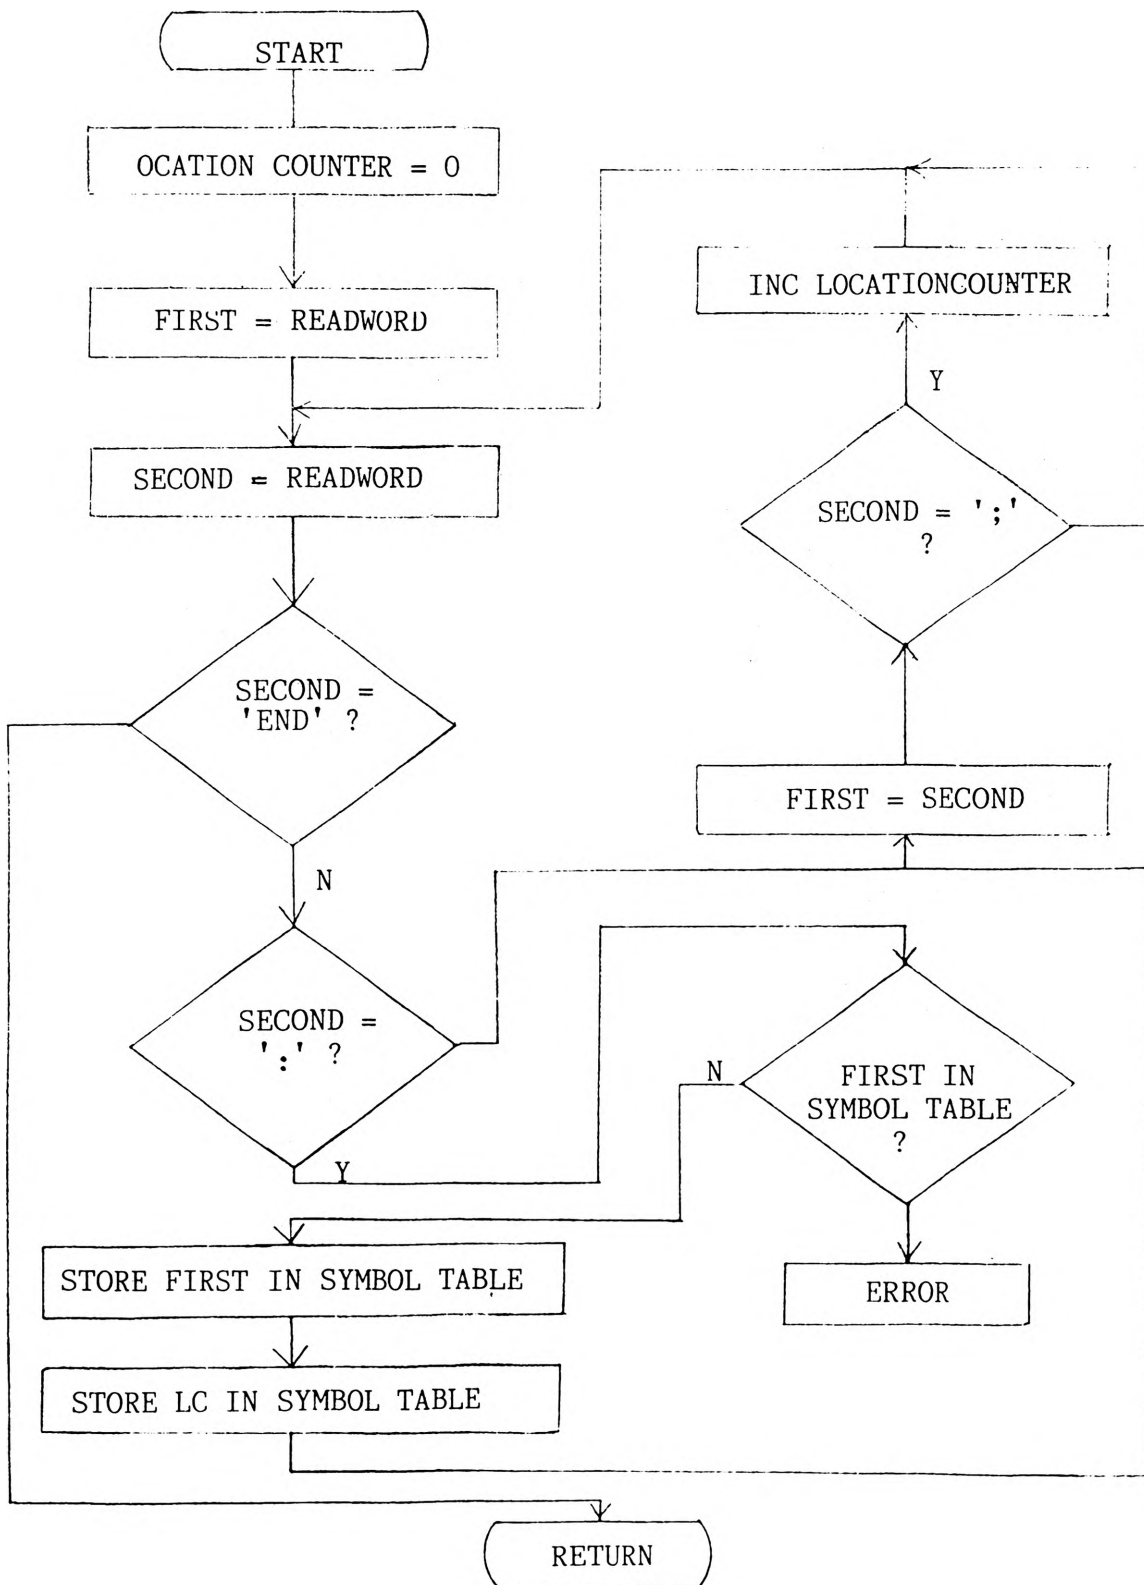 START
OCATION COUNTER = 0
FIRST = READWORD
SECOND = READWORD
SECOND =
'END' ?
N
SECOND =
':' ?
Y
STORE FIRST IN SYMBOL TABLE
STORE LC IN SYMBOL TABLE
RETURN
INC LOCATIONCOUNTER
Y
SECOND = ';'
?
FIRST = SECOND
N
FIRST IN
SYMBOL TABLE
?
ERROR